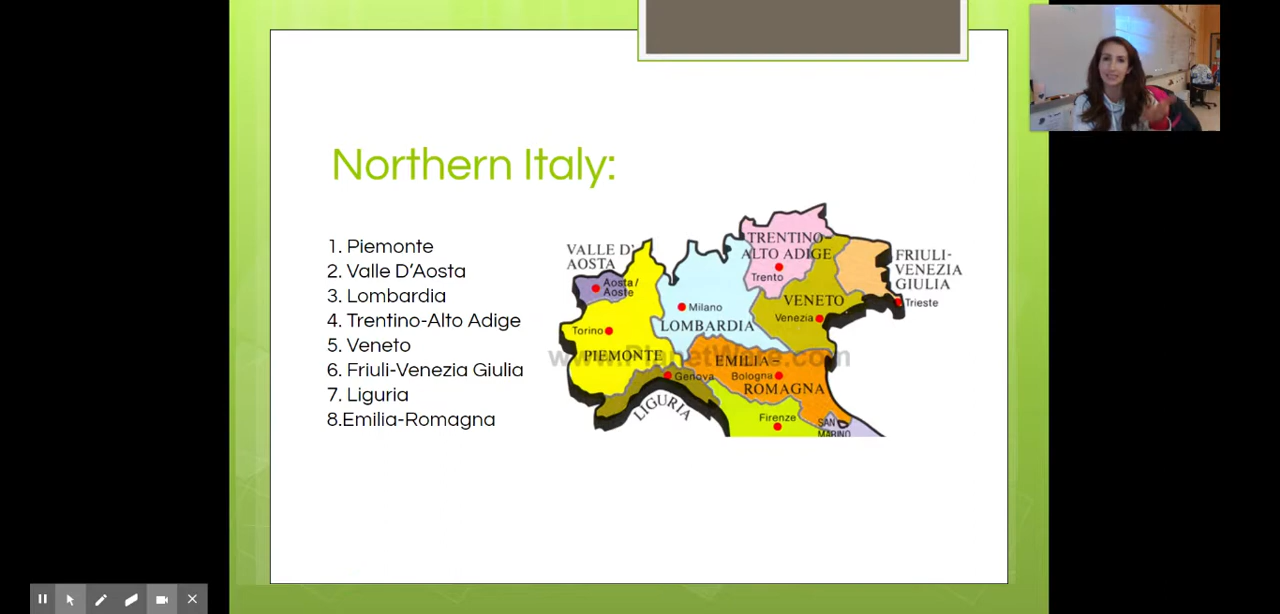 Northern Italy:
1. Piemonte
2. Valle D'Aosta
3. Lombardia
4. Trentino-Alto Adige
5. Veneto
6. Friuli-Venezia Giulia
7. Liguria
8.Emilia-Romagna
VALLE D'
AOSTA
Aosta/
Aoste
Torino
PIEMONTE
Milano
LOMBARDIA
TRENTINO-
ALTO ADIGE
Trento
VENETO
Venezia
FRIULI-
VENEZIA
GIULIA
Trieste
EMILIA-
Bologna
ROMAGNA
Genova
LIGURIA
Firenze
SAN
MARINO